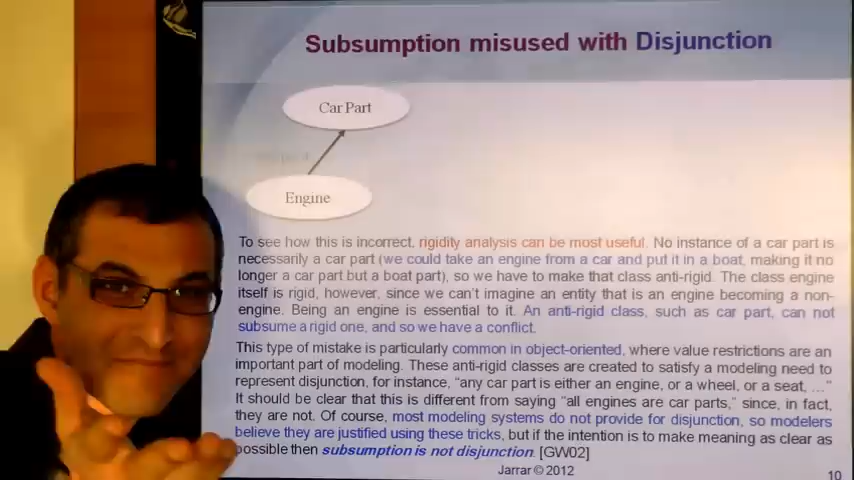 Subsumption misused with Disjunction
Car Part
Engine
To see how this is incorrect, rigidity analysis can be most useful. No instance of a car part is
necessarily a car part (we could take an engine from a car and put it in a boat, making it no
longer a car part but a boat part), so we have to make that class anti-rigid. The class engine
itself is rigid, however, since we can't imagine an entity that is an engine becoming a non-
engine. Being an engine is essential to it. An anti-rigid class, such as car part, can not
subsume a rigid one, and so we have a conflict.
This type of mistake is particularly common in object-oriented, where value restrictions are an
important part of modeling. These anti-rigid classes are created to satisfy a modeling need to
represent disjunction, for instance, “any car part is either an engine, or a wheel, or a seat, ...”
It should be clear that this is different from saying “all engines are car parts,” since, in fact,
they are not. Of course, most modeling systems do not provide for disjunction, so modelers
believe they are justified using these tricks, but if the intention is to make meaning as clear as
possible then subsumption is not disjunction. [GW02]
Jarrar © 2012
10